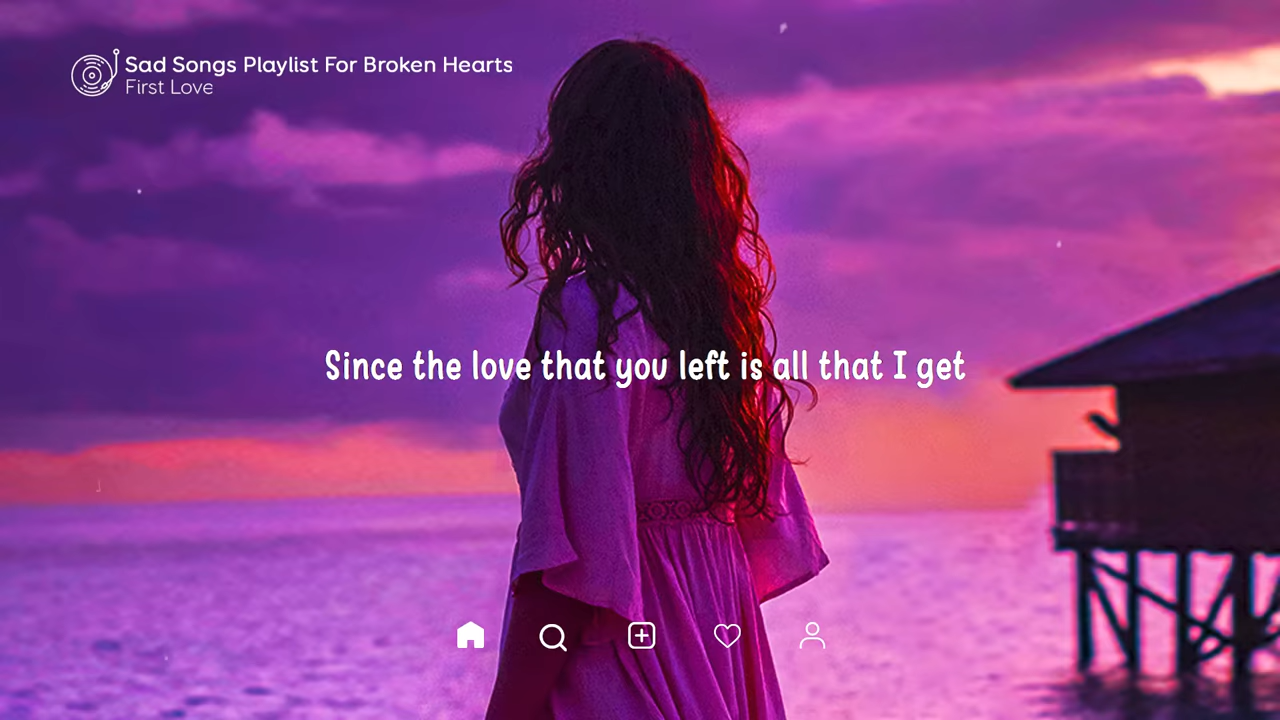 Sad Songs Playlist For Broken Hearts
First Love
Since the love that you left is all that I get